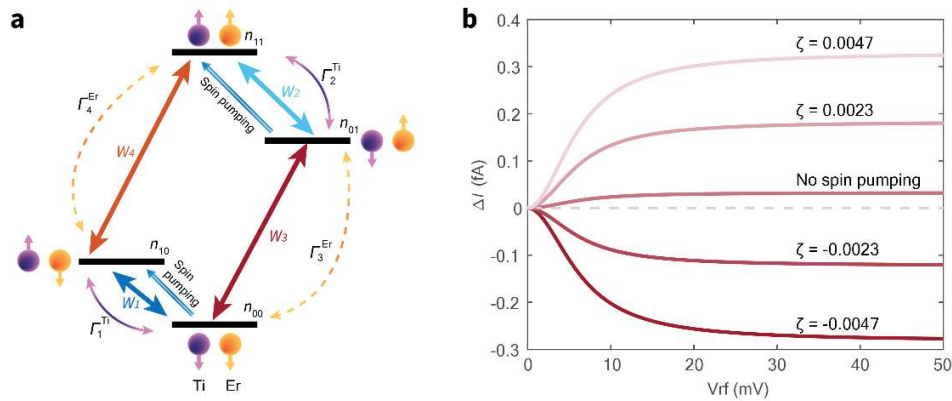 a
n₁₁
Γ₂ᵀⁱ
Γ₄ᴱʳ
W₂
Spin pumping
n₀₁
W₄
W₃
n₁₀
Γ₃ᴱʳ
Spin
pumping
W₁
Γ₁ᵀⁱ
n₀₀
Ti Er
b
0.4
0.3
0.2
0.1
0
-0.1
-0.2
-0.3
ΔI (fA)
ζ = 0.0047
ζ = 0.0023
No spin pumping
ζ = -0.0023
ζ = -0.0047
0 10 20 30 40 50
Vrf (mV)